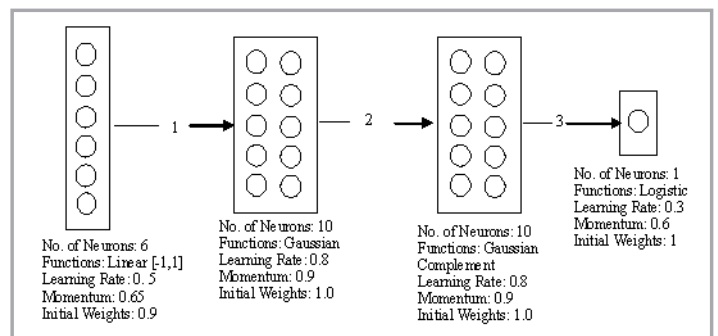 1
2
3
No. of Neurons: 6
Functions: Linear [-1,1]
Learning Rate: 0. 5
Momentum: 0.65
Initial Weights: 0.9
No. of Neurons: 10
Functions: Gaussian
Learning Rate: 0.8
Momentum: 0.9
Initial Weights: 1.0
No. of Neurons: 10
Functions: Gaussian
Complement
Learning Rate: 0.8
Momentum: 0.9
Initial Weights: 1.0
No. of Neurons: 1
Functions: Logistic
Learning Rate: 0.3
Momentum: 0.6
Initial Weights: 1